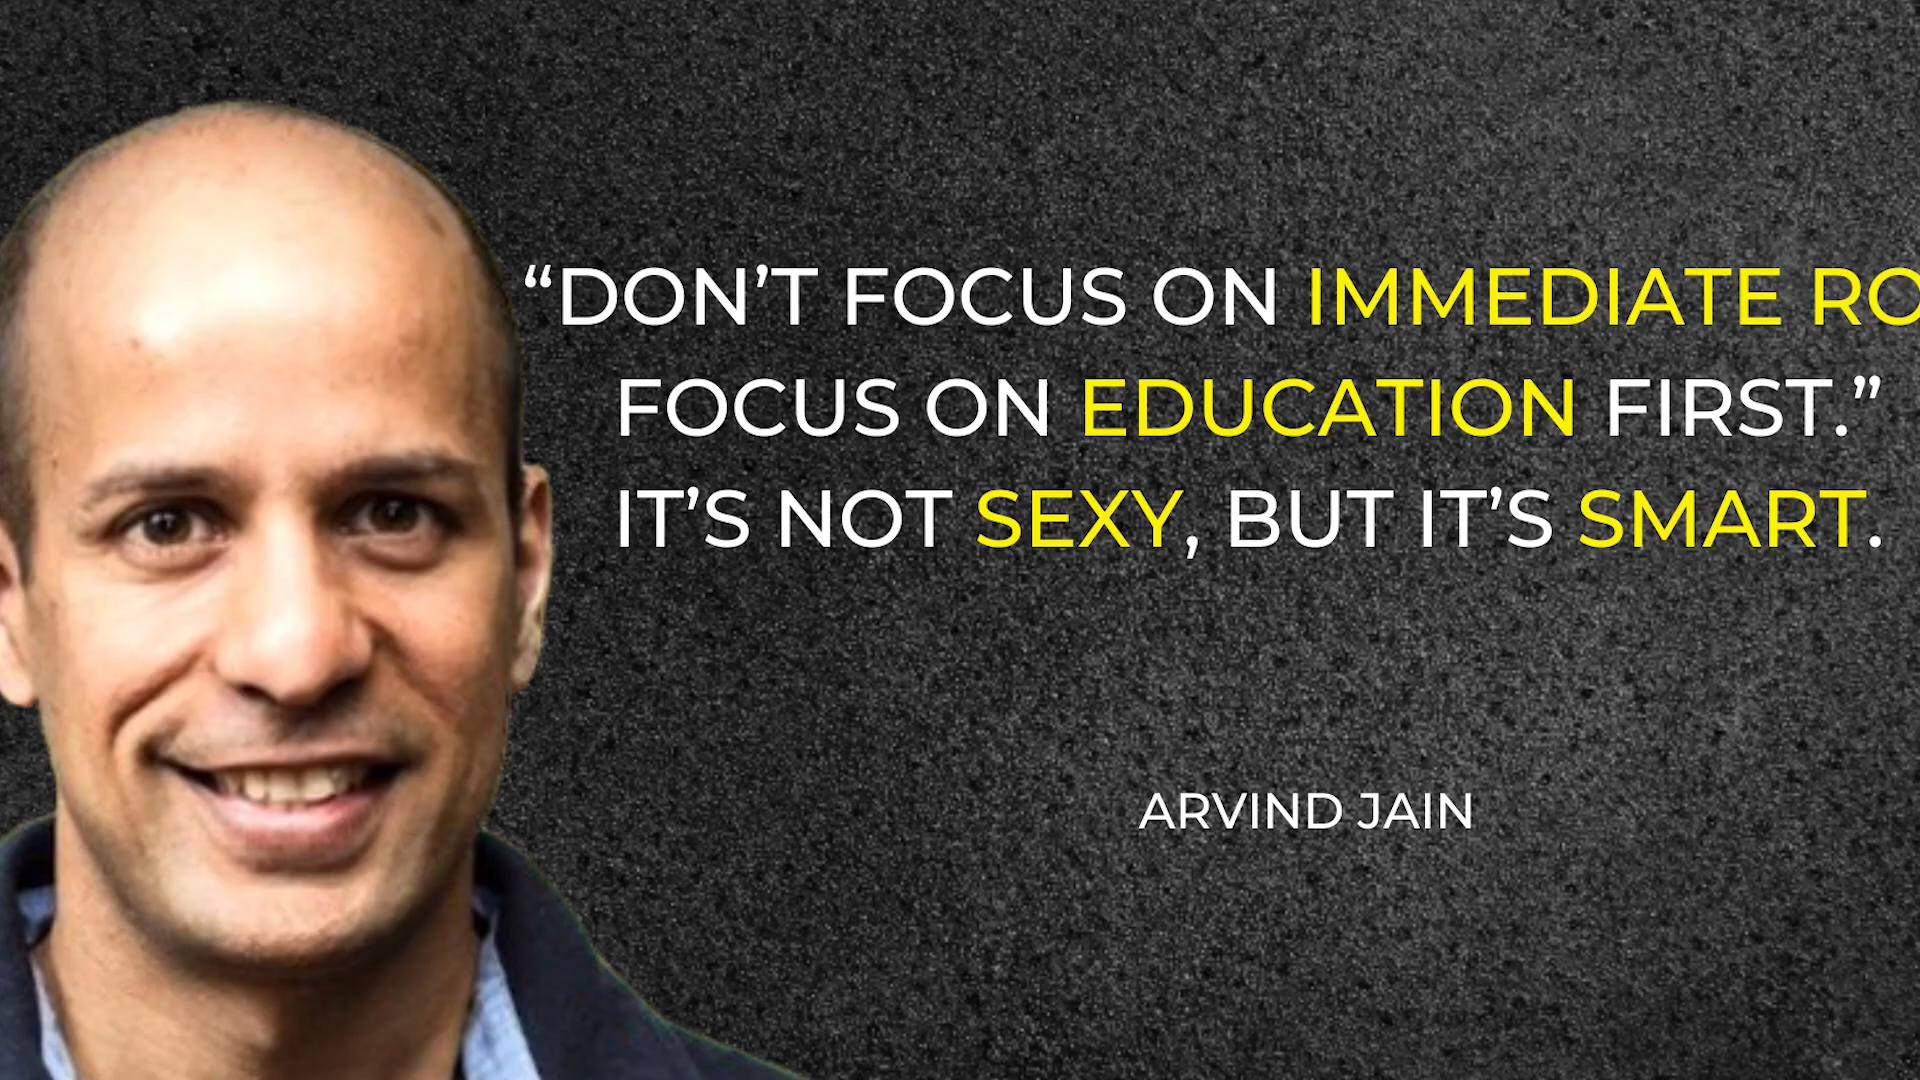 “DON’T FOCUS ON IMMEDIATE RO
FOCUS ON EDUCATION FIRST.”
IT’S NOT SEXY, BUT IT’S SMART.
ARVIND JAIN